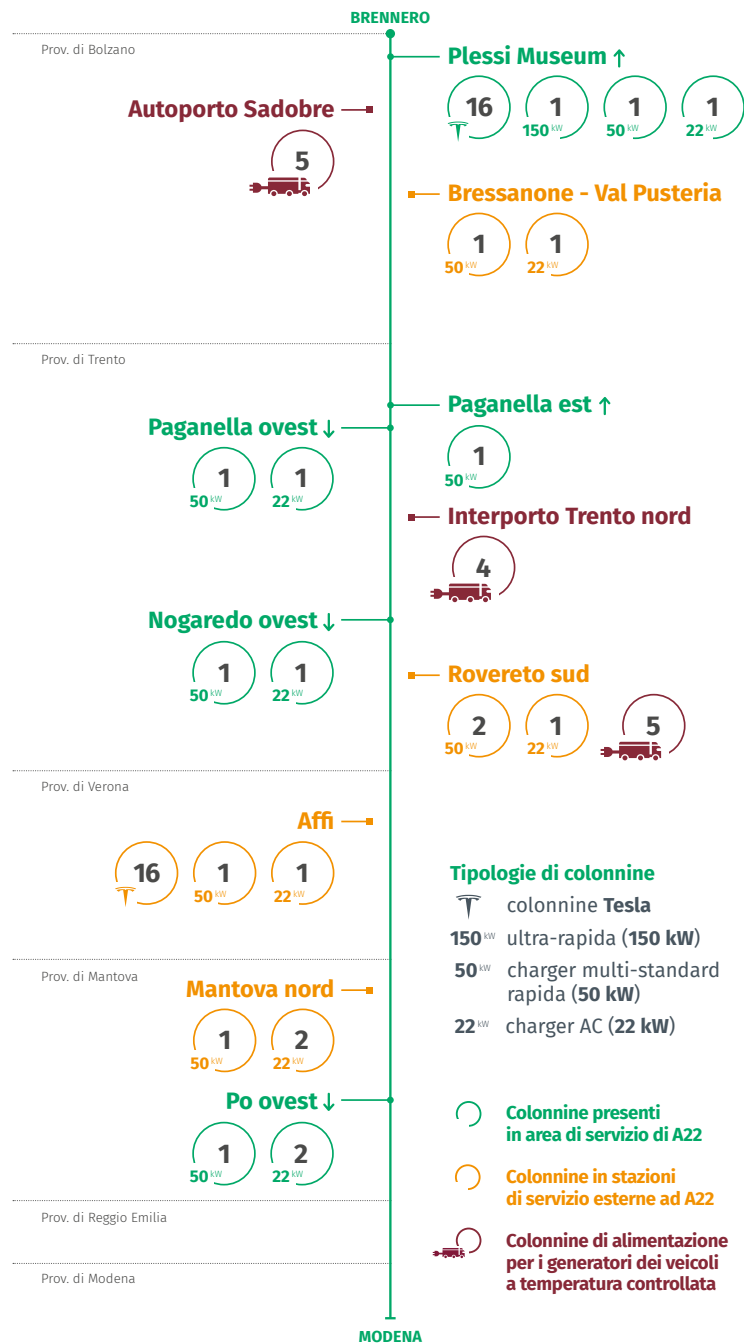 BRENNERO
Prov. di Bolzano
Plessi Museum ↑
16
1
150 kW
1
50 kW
1
22 kW
Autoporto Sadobre
5
Bressanone - Val Pusteria
1
50 kW
1
22 kW
Prov. di Trento
Paganella est ↑
1
50 kW
Paganella ovest ↓
1
50 kW
1
22 kW
Interporto Trento nord
4
Nogaredo ovest ↓
1
50 kW
1
22 kW
Rovereto sud
2
50 kW
1
22 kW
5
Prov. di Verona
Affi
16
1
50 kW
1
22 kW
Tipologie di colonnine
colonnine Tesla
150 kW ultra-rapida (150 kW)
50 kW charger multi-standard
rapida (50 kW)
22 kW charger AC (22 kW)
Prov. di Mantova
Mantova nord
1
50 kW
2
22 kW
Po ovest ↓
1
50 kW
2
22 kW
Colonnine presenti
in area di servizio di A22
Colonnine in stazioni
di servizio esterne ad A22
Colonnine di alimentazione
per i generatori dei veicoli
a temperatura controllata
Prov. di Reggio Emilia
Prov. di Modena
MODENA